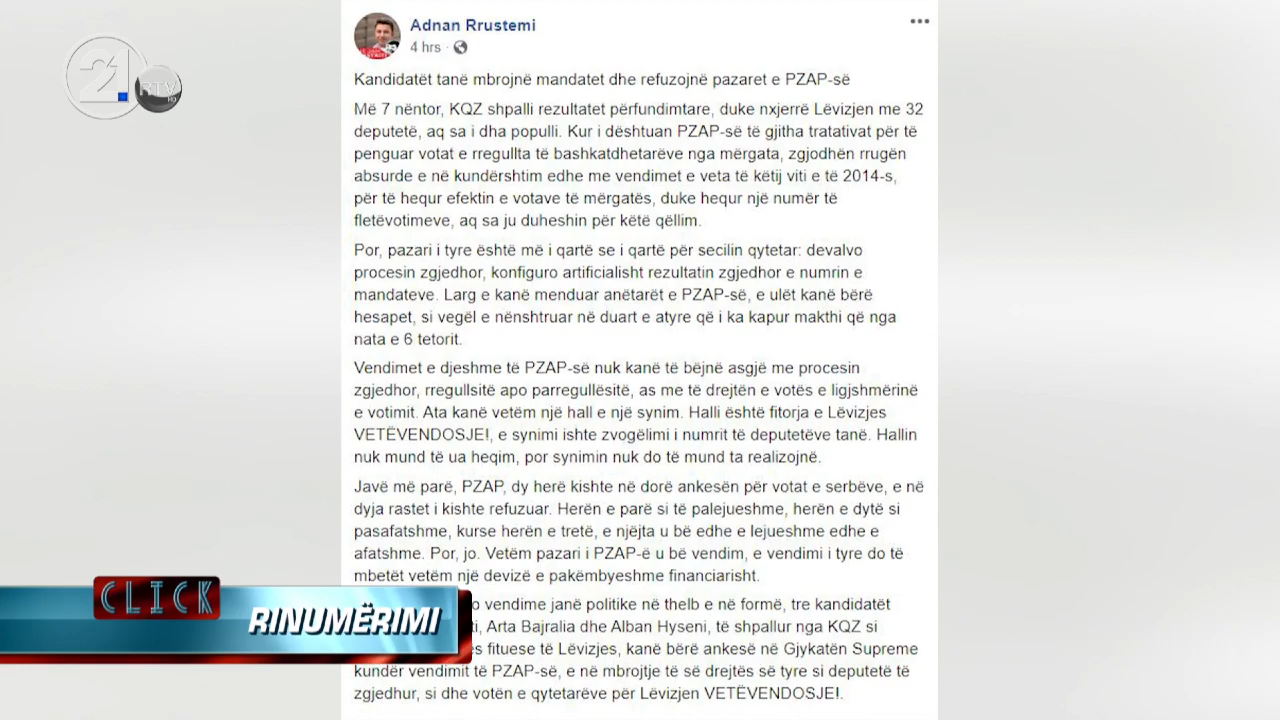 Adnan Rrustemi
4 hrs
Kandidatët tanë mbrojnë mandatet dhe refuzojnë pazaret e PZAP-së
Më 7 nëntor, KQZ shpalli rezultatet përfundimtare, duke nxjerrë Lëvizjen me 32
deputetë, aq sa i dha populli. Kur i dështuan PZAP-së të gjitha tratativat për të
penguar votat e rregullta të bashkatdhetarëve nga mërgata, zgjodhën rrugën
absurde e në kundërshtim edhe me vendimet e veta të këtij viti e të 2014-s,
për të hequr efektin e votave të mërgatës, duke hequr një numër të
fletëvotimeve, aq sa ju duheshin për këtë qëllim.
Por, pazari i tyre është më i qartë se i qartë për secilin qytetar: devalvo
procesin zgjedhor, konfiguro artificialisht rezultatin zgjedhor e numrin e
mandateve. Larg e kanë menduar anëtarët e PZAP-së, e ulët kanë bërë
hesapet, si vegël e nënshtruar në duart e atyre që i ka kapur makthi që nga
nata e 6 tetorit.
Vendimet e djeshme të PZAP-së nuk kanë të bëjnë asgjë me procesin
zgjedhor, rregullsitë apo parregullësitë, as me të drejtën e votës e ligjshmërinë
e votimit. Ata kanë vetëm një hall e një synim. Halli është fitorja e Lëvizjes
VETËVENDOSJE!, e synimi ishte zvogëlimi i numrit të deputetëve tanë. Hallin
nuk mund të ua heqim, por synimin nuk do të mund ta realizojnë.
Javë më parë, PZAP, dy herë kishte në dorë ankesën për votat e serbëve, e në
dyja rastet i kishte refuzuar. Herën e parë si të palejueshme, herën e dytë si
pasafatshme, kurse herën e tretë, e njëjta u bë edhe e lejueshme edhe e
afatshme. Por, jo. Vetëm pazari i PZAP-ë u bë vendim, e vendimi i tyre do të
mbetët vetëm një devizë e pakëmbyeshme financiarisht.
o vendime janë politike në thelb e në formë, tre kandidatët
i, Arta Bajralia dhe Alban Hyseni, të shpallur nga KQZ si
es fituese të Lëvizjes, kanë bërë ankesë në Gjykatën Supreme
kundër vendimit të PZAP-së, e në mbrojtje të së drejtës së tyre si deputetë të
zgjedhur, si dhe votën e qytetarëve për Lëvizjen VETËVENDOSJE!.
21
RTV
HD
CLICK
RINUMËRIMI